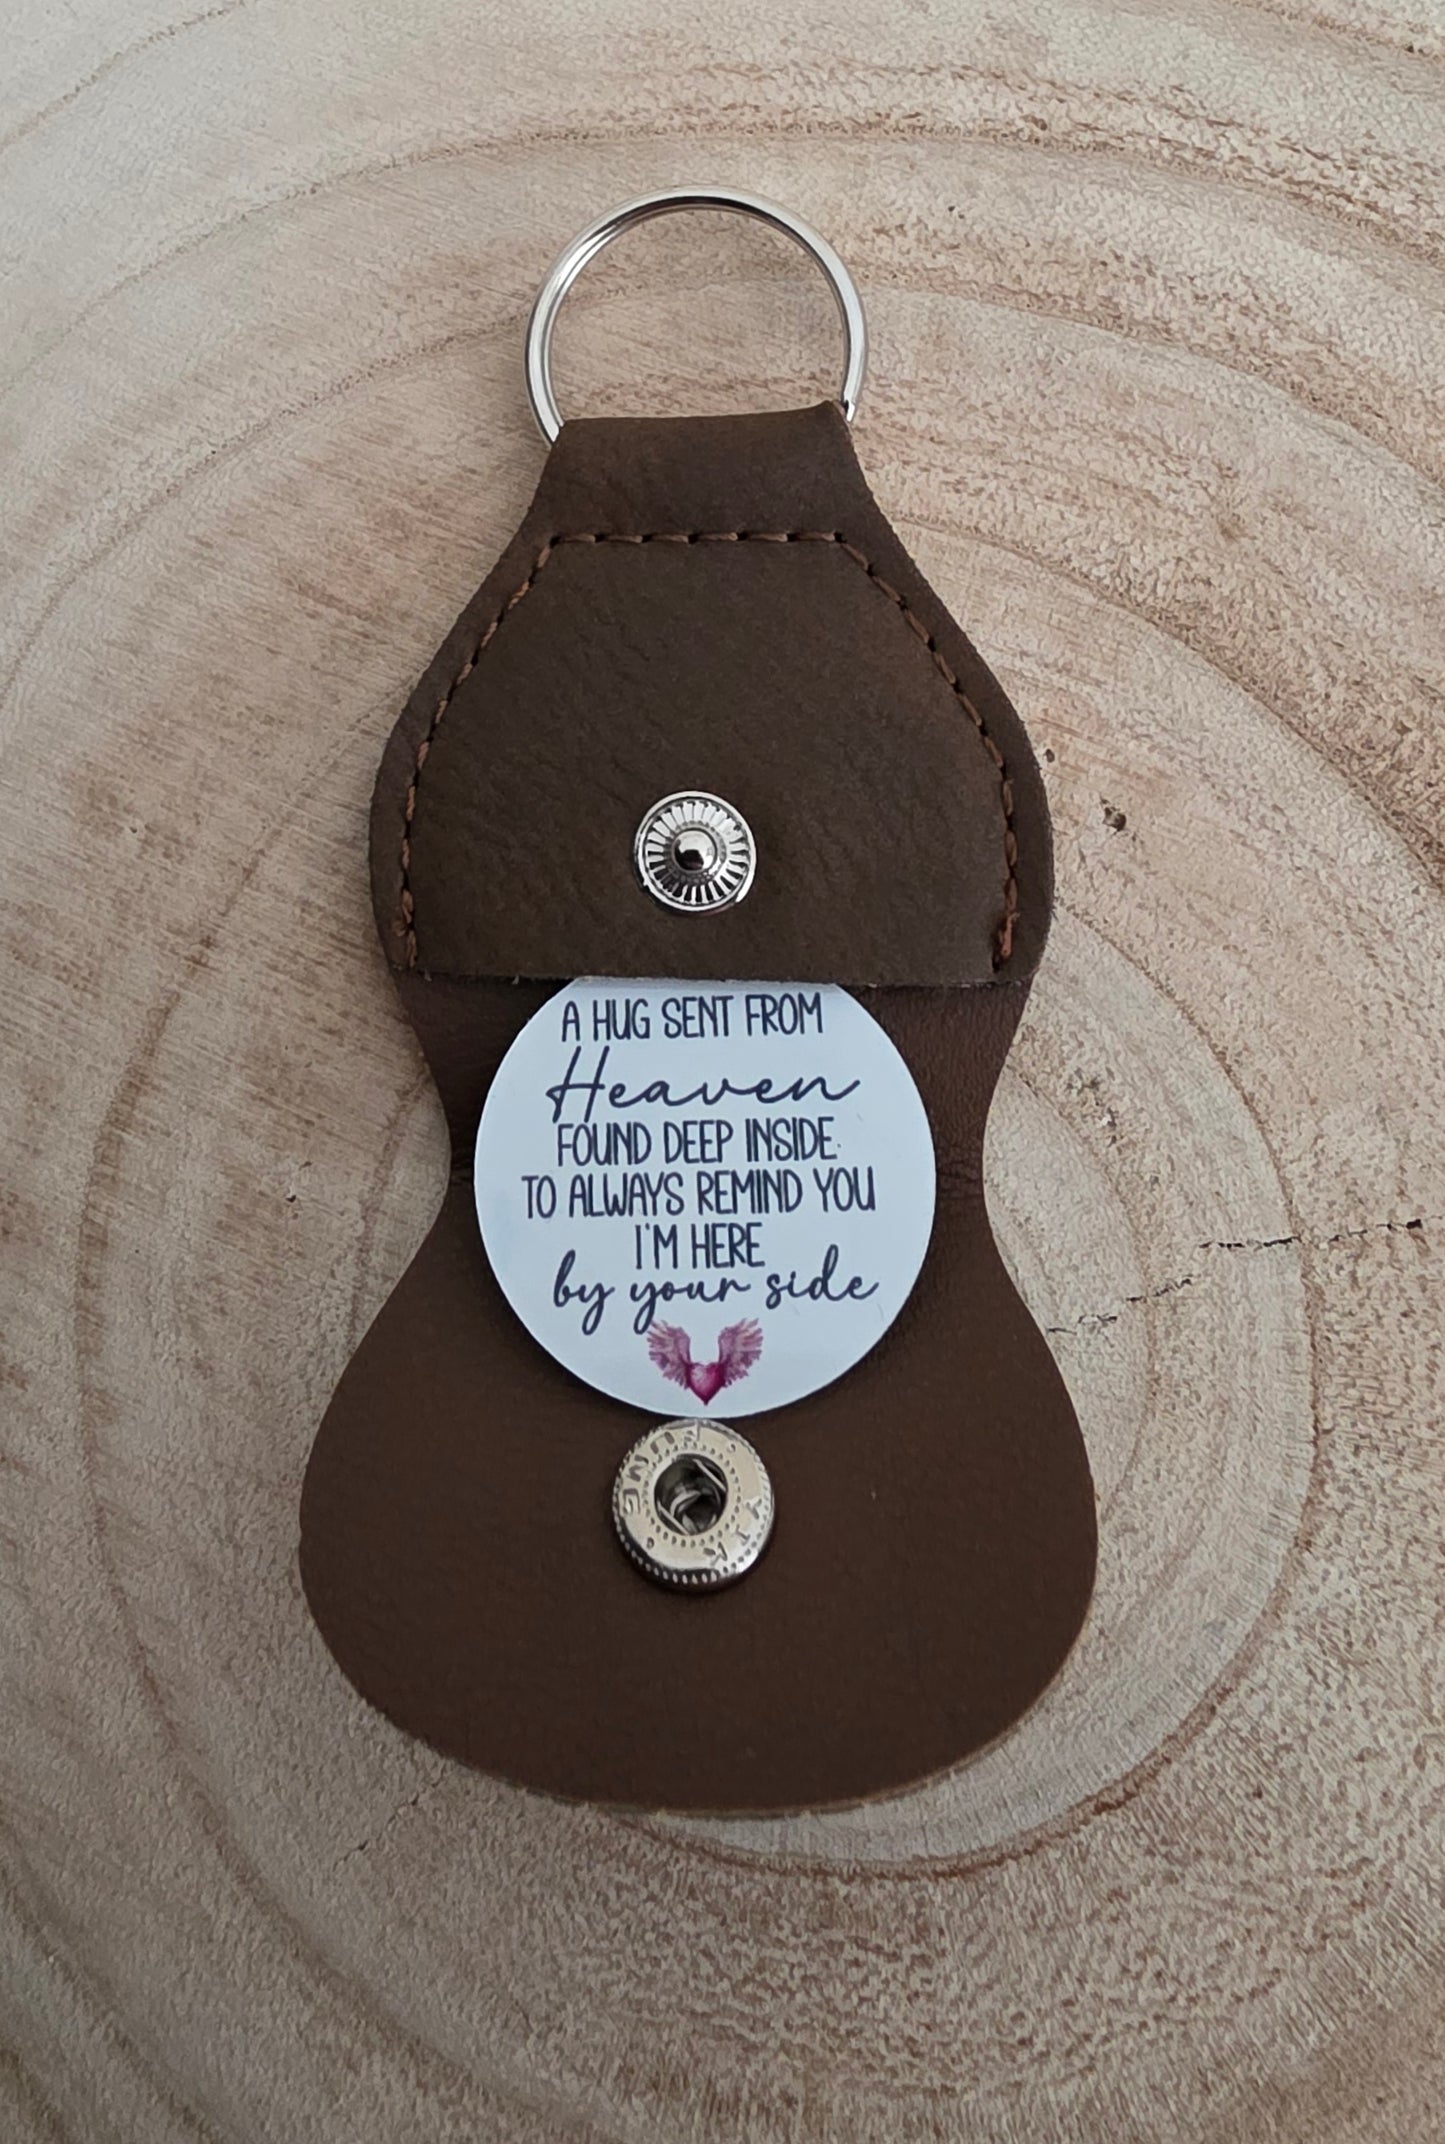 A HUG SENT FROM
Heaven
FOUND DEEP INSIDE.
TO ALWAYS REMIND YOU
I'M HERE
by your side